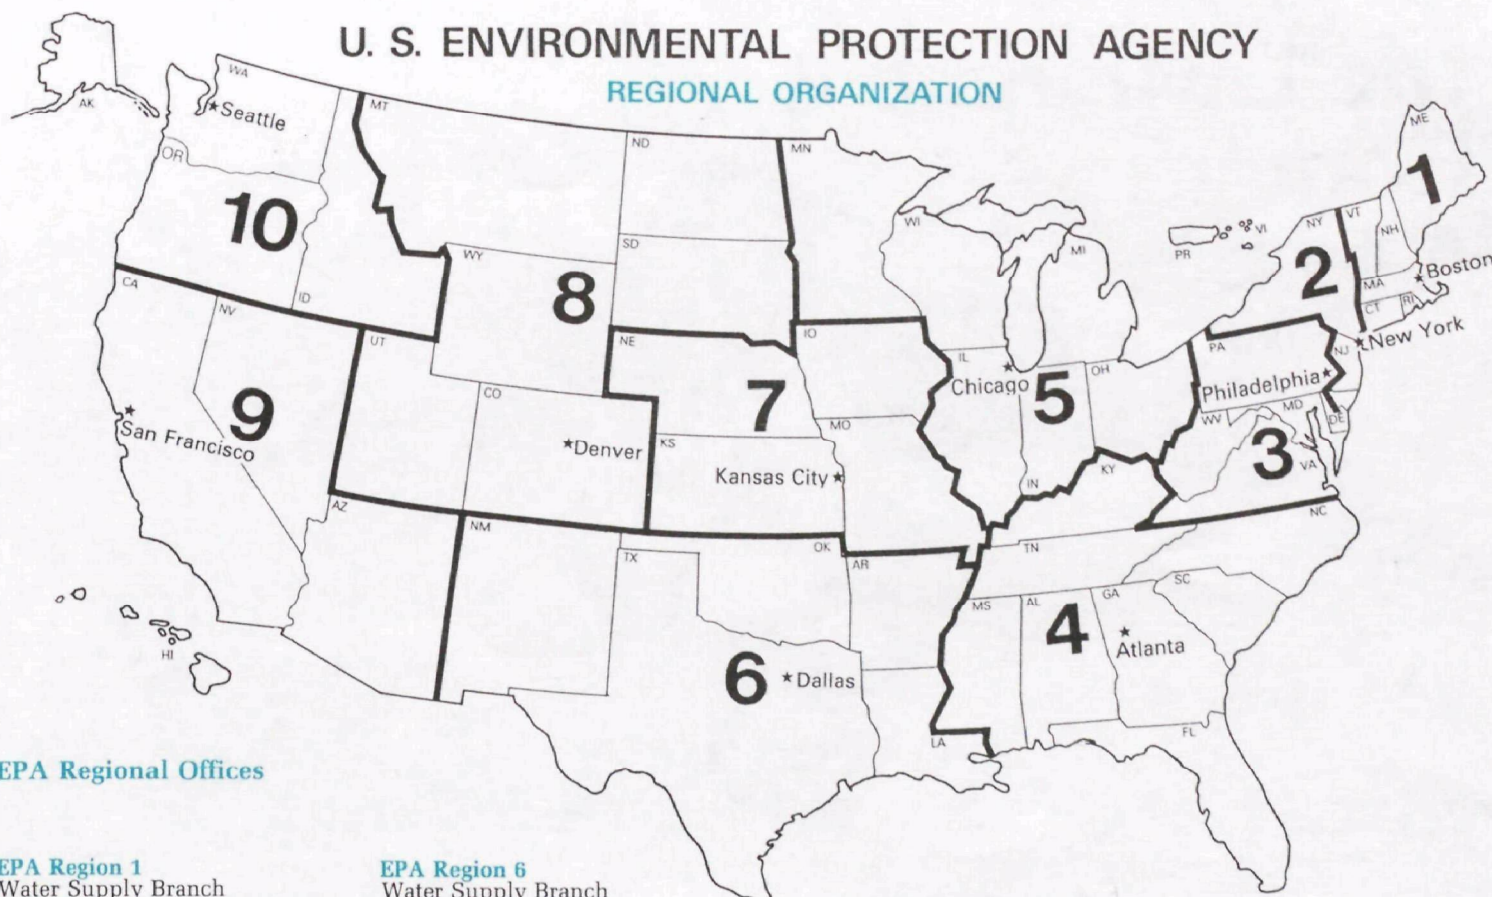 U. S. ENVIRONMENTAL PROTECTION AGENCY
REGIONAL ORGANIZATION
AK
WA
Seattle
OR
10
ID
MT
ND
SD
WY
8
MN
WI
MI
PR
VI
NY
2
VT
NH
ME
1
MA
Boston
CT
RI
New York
NJ
CA
NV
9
San Francisco
UT
CO
Denver
NE
7
KS
Kansas City
IO
MO
IL
Chicago
5
IN
OH
KY
PA
Philadelphia
WV
MD
DE
3
VA
NC
AZ
NM
TX
OK
AR
6
Dallas
LA
TN
MS
AL
4
GA
Atlanta
SC
FL
HI
EPA Regional Offices
EPA Region 1
Water Supply Branch
EPA Region 6
Water Supply Branch